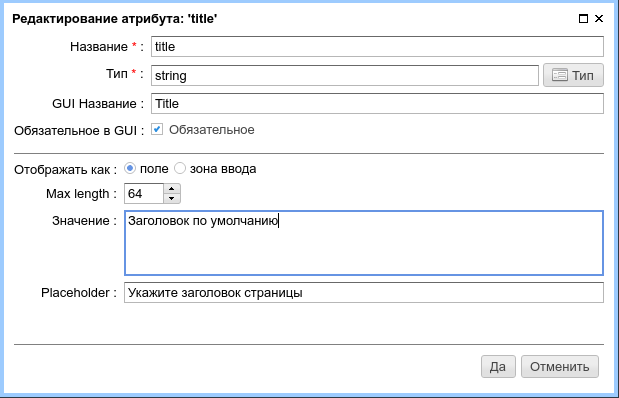 Редактирование атрибута: 'title'
Название * : title
Тип * : string Тип
GUI Название : Title
Обязательное в GUI : Обязательное
Отображать как : поле зона ввода
Max length : 64
Значение : Заголовок по умолчанию
Placeholder : Укажите заголовок страницы
Да Отменить